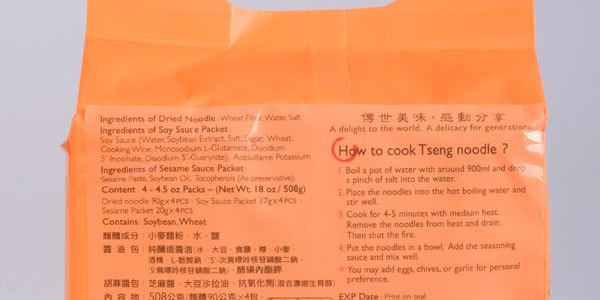 Ingredients of Dried Noodle: Wheat Flour, Water, Salt
Ingredients of Soy Sauce Packet:
Soy Sauce (Water, Soybean Extract, Salt, Sugar, Wheat,
Cooking Wine, Monosodium L-Glutamate, Disodium
5'-Inosinate, Disodium 5'-Guanylate), Acesulfame Potassium
Ingredients of Sesame Sauce Packet:
Sesame Paste, Soybean Oil, Tocopherols (As preservative).
Content : 4 - 4.5 oz Packs ~ (Net Wt. 18 oz / 508g)
Dried noodle 90g x 4 PCS · Soy Sauce Packet 17g x 4 PCS ·
Sesame Packet 20g x 4 PCS
Contains : Soybean, Wheat
麵體成分：小麥麵粉、水、鹽
醬油包：純釀造醬油(水、大豆、食鹽、糖、小麥、
酒精、L-麩酸鈉、5'-次黃嘌呤核苷磷酸二鈉、
5'-鳥嘌呤核苷磷酸二鈉)、醋磺內酯鉀
胡麻醬包：芝麻醬、大豆沙拉油、抗氧化劑(混合濃縮生育醇)
內容物：508公克(麵體90公克×4包、
傳世美味，感動分享
A delight to the world. A delicacy for generations.
How to cook Tseng noodle ?
1. Boil a pot of water with around 900ml and drop
a pinch of salt into the water.
2. Place the noodles into the hot boiling water and
stir well.
3. Cook for 4-5 minutes with medium heat.
Remove the noodles from heat and drain.
Then shut the fire.
4. Put the noodles in a bowl. Add the seasoning
sauce and mix well.
You may add eggs, chives, or garlic for personal
preference.
EXP Date : Print on seal